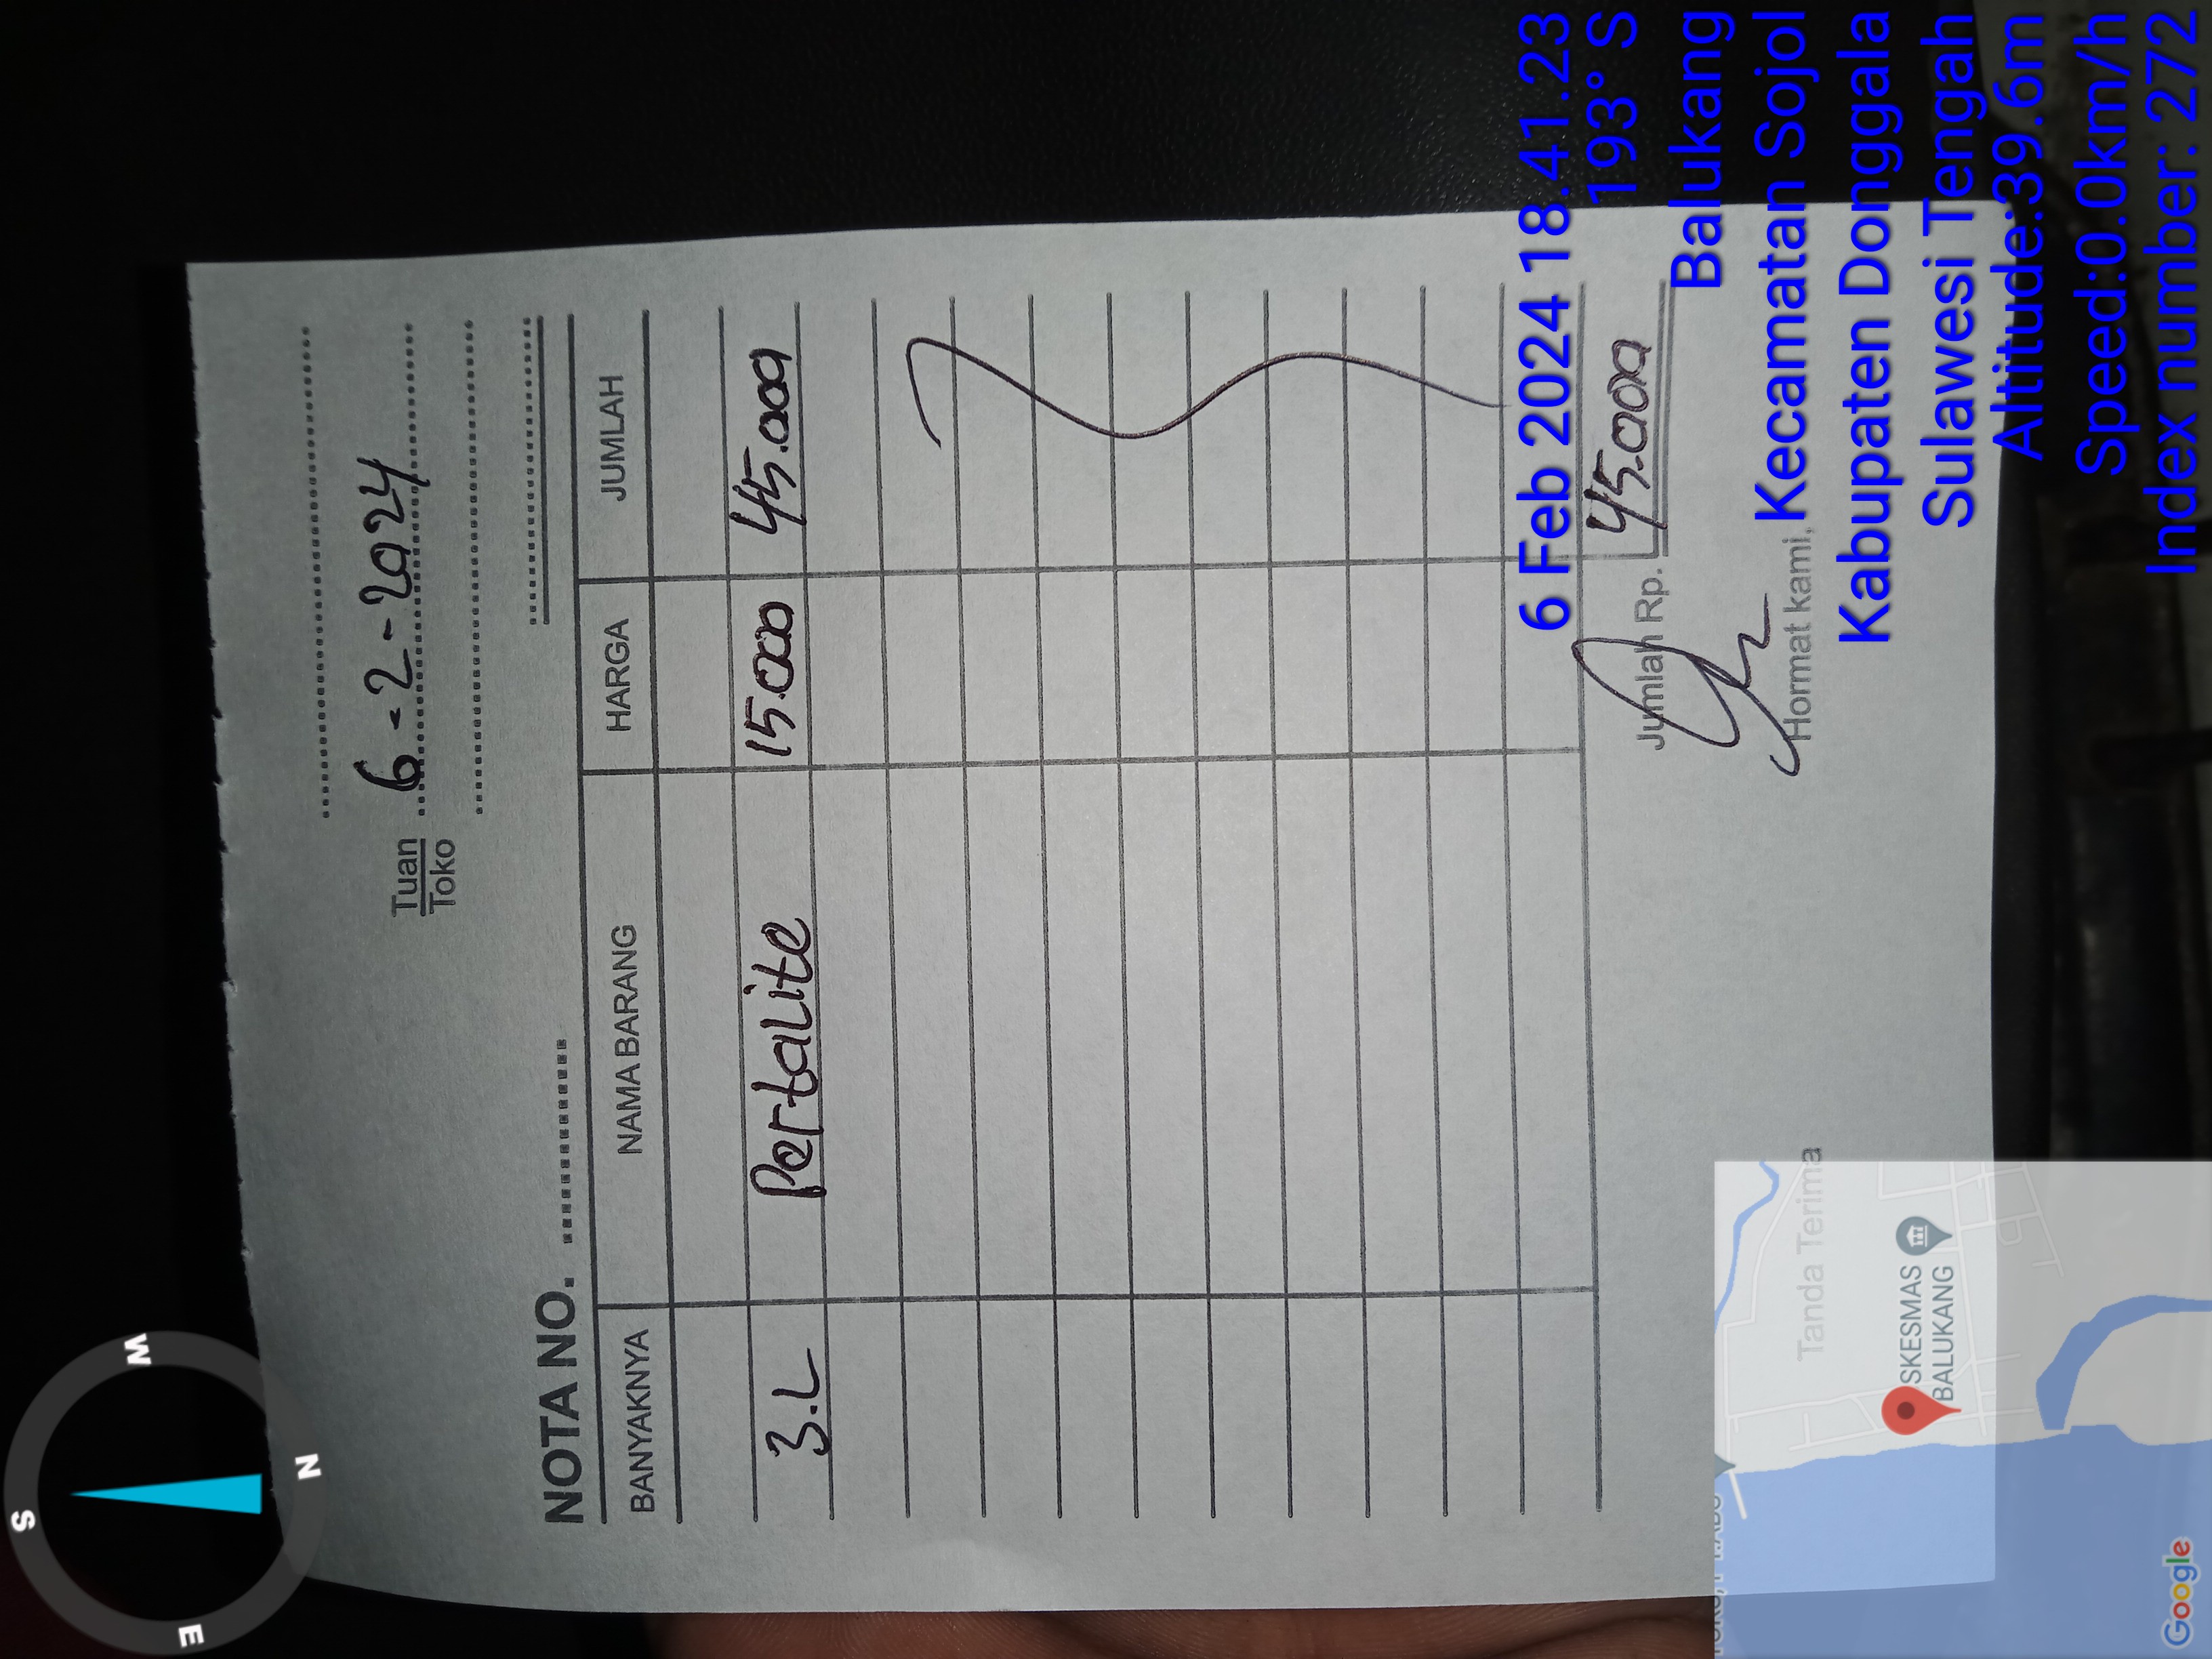 6 - 2 - 2024
Tuan
Toko
NOTA NO.
BANYAKNYA NAMA BARANG HARGA JUMLAH
3.L Pertalite 15.000 45.000
Jumlah Rp. 45.000
Tanda Terima Hormat kami,
6 Feb 2024 18.41.23
193° S
Balukang
Kecamatan Sojol
Kabupaten Donggala
Sulawesi Tengah
Altitude:39.6m
Speed:0.0km/h
Index number: 272
SKESMAS
BALUKANG
Google
N
E
S
W